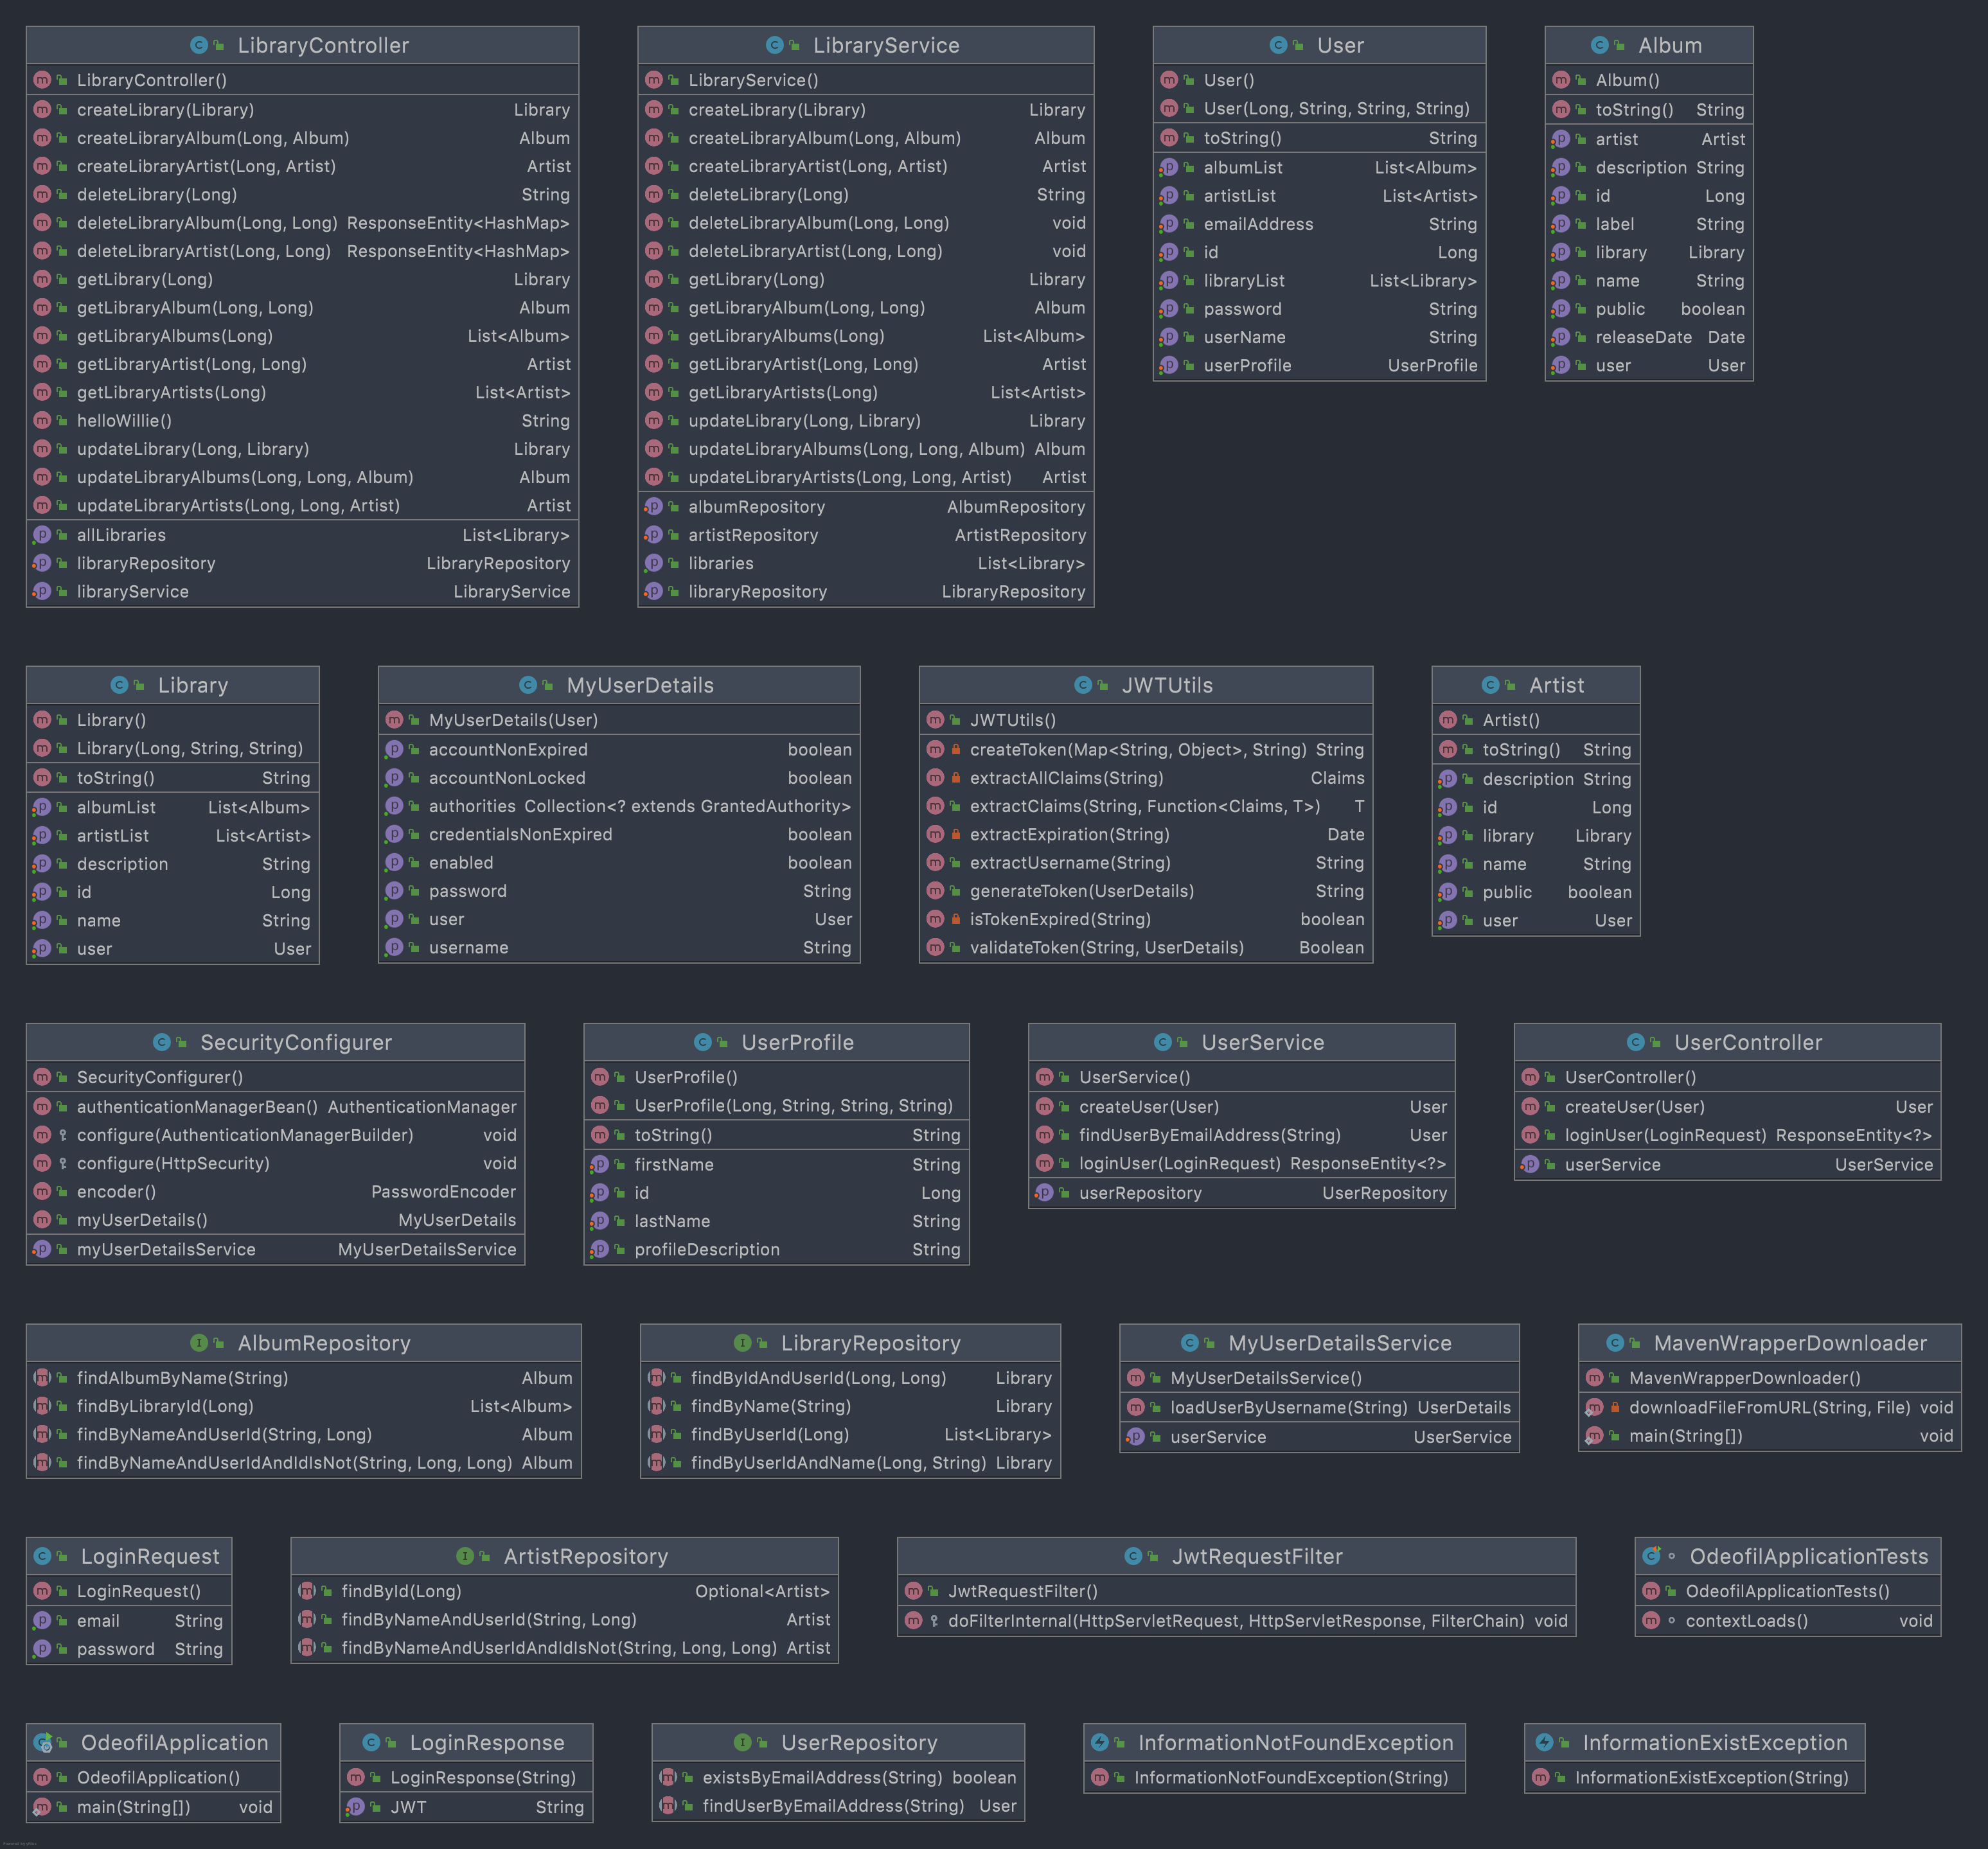 LibraryController
LibraryController()
createLibrary(Library) Library
createLibraryAlbum(Long, Album) Album
createLibraryArtist(Long, Artist) Artist
deleteLibrary(Long) String
deleteLibraryAlbum(Long, Long) ResponseEntity<HashMap>
deleteLibraryArtist(Long, Long) ResponseEntity<HashMap>
getLibrary(Long) Library
getLibraryAlbum(Long, Long) Album
getLibraryAlbums(Long) List<Album>
getLibraryArtist(Long, Long) Artist
getLibraryArtists(Long) List<Artist>
helloWillie() String
updateLibrary(Long, Library) Library
updateLibraryAlbums(Long, Long, Album) Album
updateLibraryArtists(Long, Long, Artist) Artist
allLibraries List<Library>
libraryRepository LibraryRepository
libraryService LibraryService
LibraryService
LibraryService()
createLibrary(Library) Library
createLibraryAlbum(Long, Album) Album
createLibraryArtist(Long, Artist) Artist
deleteLibrary(Long) String
deleteLibraryAlbum(Long, Long) void
deleteLibraryArtist(Long, Long) void
getLibrary(Long) Library
getLibraryAlbum(Long, Long) Album
getLibraryAlbums(Long) List<Album>
getLibraryArtist(Long, Long) Artist
getLibraryArtists(Long) List<Artist>
updateLibrary(Long, Library) Library
updateLibraryAlbums(Long, Long, Album) Album
updateLibraryArtists(Long, Long, Artist) Artist
albumRepository AlbumRepository
artistRepository ArtistRepository
libraries List<Library>
libraryRepository LibraryRepository
User
User()
User(Long, String, String, String)
toString() String
albumList List<Album>
artistList List<Artist>
emailAddress String
id Long
libraryList List<Library>
password String
userName String
userProfile UserProfile
Album
Album()
toString() String
artist Artist
description String
id Long
label String
library Library
name String
public boolean
releaseDate Date
user User
Library
Library()
Library(Long, String, String)
toString() String
albumList List<Album>
artistList List<Artist>
description String
id Long
name String
user User
MyUserDetails
MyUserDetails(User)
accountNonExpired boolean
accountNonLocked boolean
authorities Collection<? extends GrantedAuthority>
credentialsNonExpired boolean
enabled boolean
password String
user User
username String
JWTUtils
JWTUtils()
createToken(Map<String, Object>, String) String
extractAllClaims(String) Claims
extractClaims(String, Function<Claims, T>) T
extractExpiration(String) Date
extractUsername(String) String
generateToken(UserDetails) String
isTokenExpired(String) boolean
validateToken(String, UserDetails) Boolean
Artist
Artist()
toString() String
description String
id Long
library Library
name String
public boolean
user User
SecurityConfigurer
SecurityConfigurer()
authenticationManagerBean() AuthenticationManager
configure(AuthenticationManagerBuilder) void
configure(HttpSecurity) void
encoder() PasswordEncoder
myUserDetails() MyUserDetails
myUserDetailsService MyUserDetailsService
UserProfile
UserProfile()
UserProfile(Long, String, String, String)
toString() String
firstName String
id Long
lastName String
profileDescription String
UserService
UserService()
createUser(User) User
findUserByEmailAddress(String) User
loginUser(LoginRequest) ResponseEntity<?>
userRepository UserRepository
UserController
UserController()
createUser(User) User
loginUser(LoginRequest) ResponseEntity<?>
userService UserService
AlbumRepository
findAlbumByName(String) Album
findByLibraryId(Long) List<Album>
findByNameAndUserId(String, Long) Album
findByNameAndUserIdAndIdIsNot(String, Long, Long) Album
LibraryRepository
findByIdAndUserId(Long, Long) Library
findByName(String) Library
findByUserId(Long) List<Library>
findByUserIdAndName(Long, String) Library
MyUserDetailsService
MyUserDetailsService()
loadUserByUsername(String) UserDetails
userService UserService
MavenWrapperDownloader
MavenWrapperDownloader()
downloadFileFromURL(String, File) void
main(String[]) void
LoginRequest
LoginRequest()
email String
password String
ArtistRepository
findById(Long) Optional<Artist>
findByNameAndUserId(String, Long) Artist
findByNameAndUserIdAndIdIsNot(String, Long, Long) Artist
JwtRequestFilter
JwtRequestFilter()
doFilterInternal(HttpServletRequest, HttpServletResponse, FilterChain) void
OdeofilApplicationTests
OdeofilApplicationTests()
contextLoads() void
OdeofilApplication
OdeofilApplication()
main(String[]) void
LoginResponse
LoginResponse(String)
JWT String
UserRepository
existsByEmailAddress(String) boolean
findUserByEmailAddress(String) User
InformationNotFoundException
InformationNotFoundException(String)
InformationExistException
InformationExistException(String)